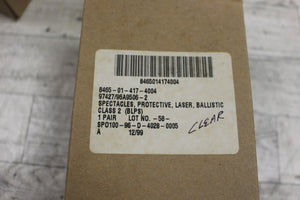 8465014174004
8465-01-417-4004
97427/96A9506-2
SPECTACLES, PROTECTIVE, LASER, BALLISTIC
CLASS 2 (BLPS)
1 PAIR LOT NO. -58-
SPO100-96-D-4028-0005
A 12/99
CLEAR